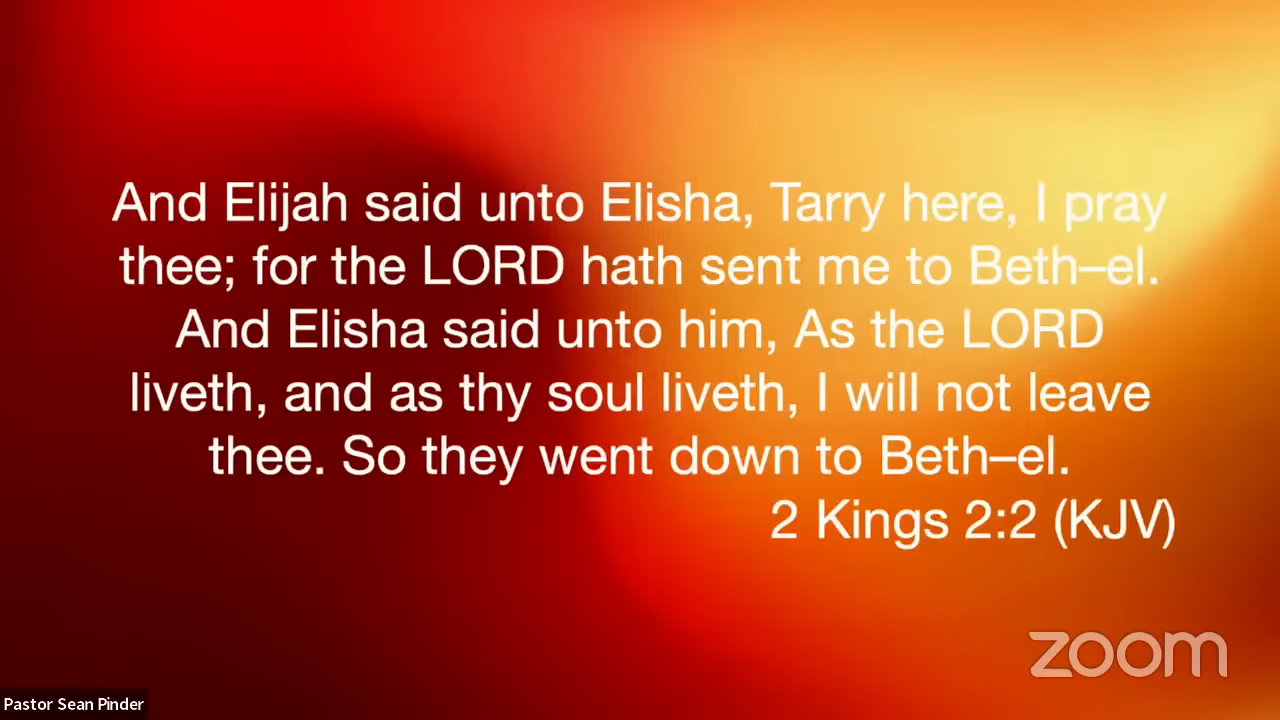 And Elijah said unto Elisha, Tarry here, I pray
thee; for the LORD hath sent me to Beth–el.
And Elisha said unto him, As the LORD
liveth, and as thy soul liveth, I will not leave
thee. So they went down to Beth–el.
2 Kings 2:2 (KJV)
zoom
Pastor Sean Pinder